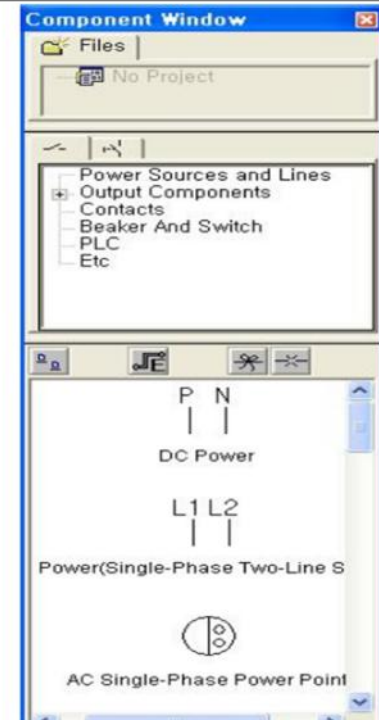 Component Window
Files
No Project
Power Sources and Lines
Output Components
Contacts
Beaker And Switch
PLC
Etc
P N
DC Power
L1 L2
Power(Single-Phase Two-Line S
AC Single-Phase Power Point